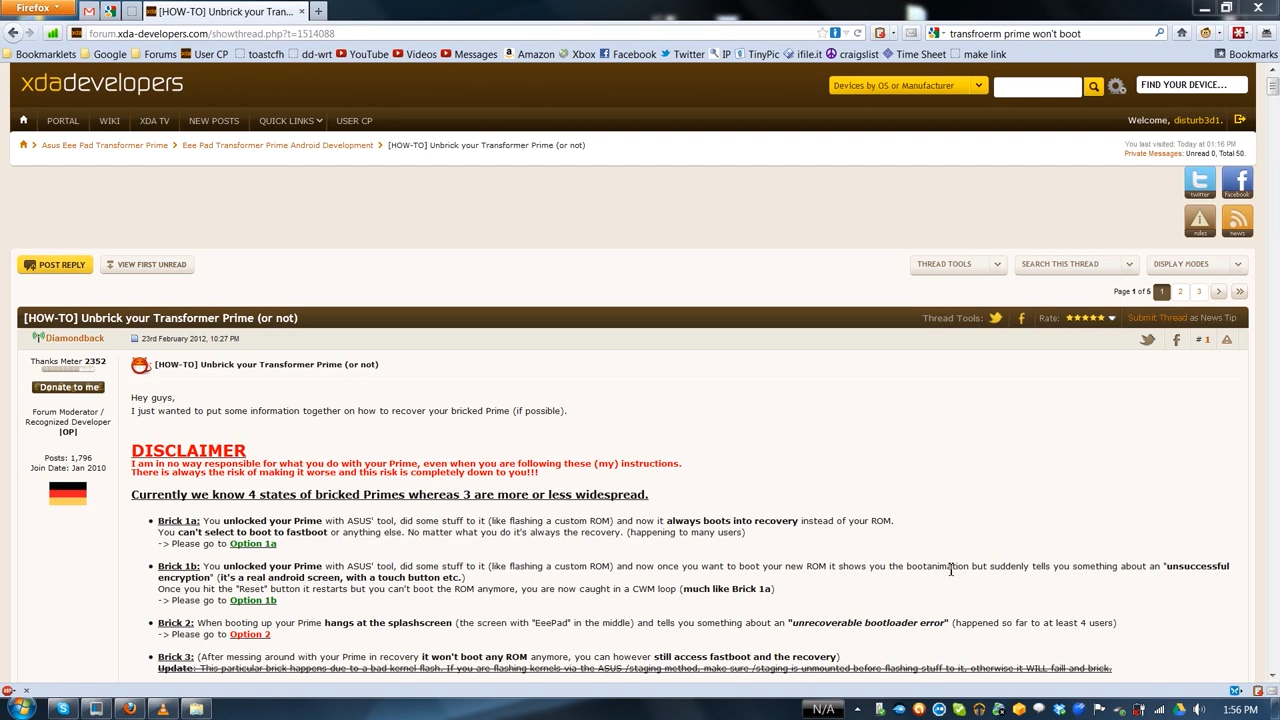 Firefox
[HOW-TO] Unbrick your Transformer Prime (or not)
Hey guys,
[HOW-TO] Unbrick your Tran...
forum.xda-developers.com/showthread.php?t=1514088
transfroerm prime won't boot
Bookmarklets Google Forums User CP toastcfh dd-wrt YouTube Videos Messages Amazon Xbox Facebook Twitter IP TinyPic ifile.it craigslist Time Sheet make link Bookmarks
xdadevelopers
Devices by OS or Manufacturer
FIND YOUR DEVICE...
PORTAL WIKI XDA TV NEW POSTS QUICK LINKS USER CP
Welcome, disturb3d1.
Asus Eee Pad Transformer Prime > Eee Pad Transformer Prime Android Development > [HOW-TO] Unbrick your Transformer Prime (or not)
You last visited: Today at 01:16 PM
Private Messages: Unread 0, Total 50.
twitter
Facebook
rules
news
POST REPLY
VIEW FIRST UNREAD
THREAD TOOLS
SEARCH THIS THREAD
DISPLAY MODES
Page 1 of 5 1 2 3 > >>
[HOW-TO] Unbrick your Transformer Prime (or not)
Thread Tools: Rate: Submit Thread as News Tip
Diamondback
23rd February 2012, 10:27 PM
# 1
Thanks Meter 2352
Donate to me
Forum Moderator /
Recognized Developer
|OP|
Posts: 1,796
Join Date: Jan 2010
[HOW-TO] Unbrick your Transformer Prime (or not)
Hey guys,
I just wanted to put some information together on how to recover your bricked Prime (if possible).
DISCLAIMER
I am in no way responsible for what you do with your Prime, even when you are following these (my) instructions.
There is always the risk of making it worse and this risk is completely down to you!!!
Currently we know 4 states of bricked Primes whereas 3 are more or less widespread.
• Brick 1a: You unlocked your Prime with ASUS' tool, did some stuff to it (like flashing a custom ROM) and now it always boots into recovery instead of your ROM.
You can't select to boot to fastboot or anything else. No matter what you do it's always the recovery. (happening to many users)
-> Please go to Option 1a
• Brick 1b: You unlocked your Prime with ASUS' tool, did some stuff to it (like flashing a custom ROM) and now once you want to boot your new ROM it shows you the bootanimation but suddenly tells you something about an "unsuccessful
encryption" (it's a real android screen, with a touch button etc.)
Once you hit the "Reset" button it restarts but you can't boot the ROM anymore, you are now caught in a CWM loop (much like Brick 1a)
-> Please go to Option 1b
• Brick 2: When booting up your Prime hangs at the splashscreen (the screen with "EeePad" in the middle) and tells you something about an "unrecoverable bootloader error" (happened so far to at least 4 users)
-> Please go to Option 2
• Brick 3: (After messing around with your Prime in recovery it won't boot any ROM anymore, you can however still access fastboot and the recovery)
Update: This particular brick happens due to a bad kernel flash. If you are flashing kernels via the ASUS /staging method, make sure /staging is unmounted before flashing stuff to it, otherwise it WILL faill and brick.
N/A
1:56 PM